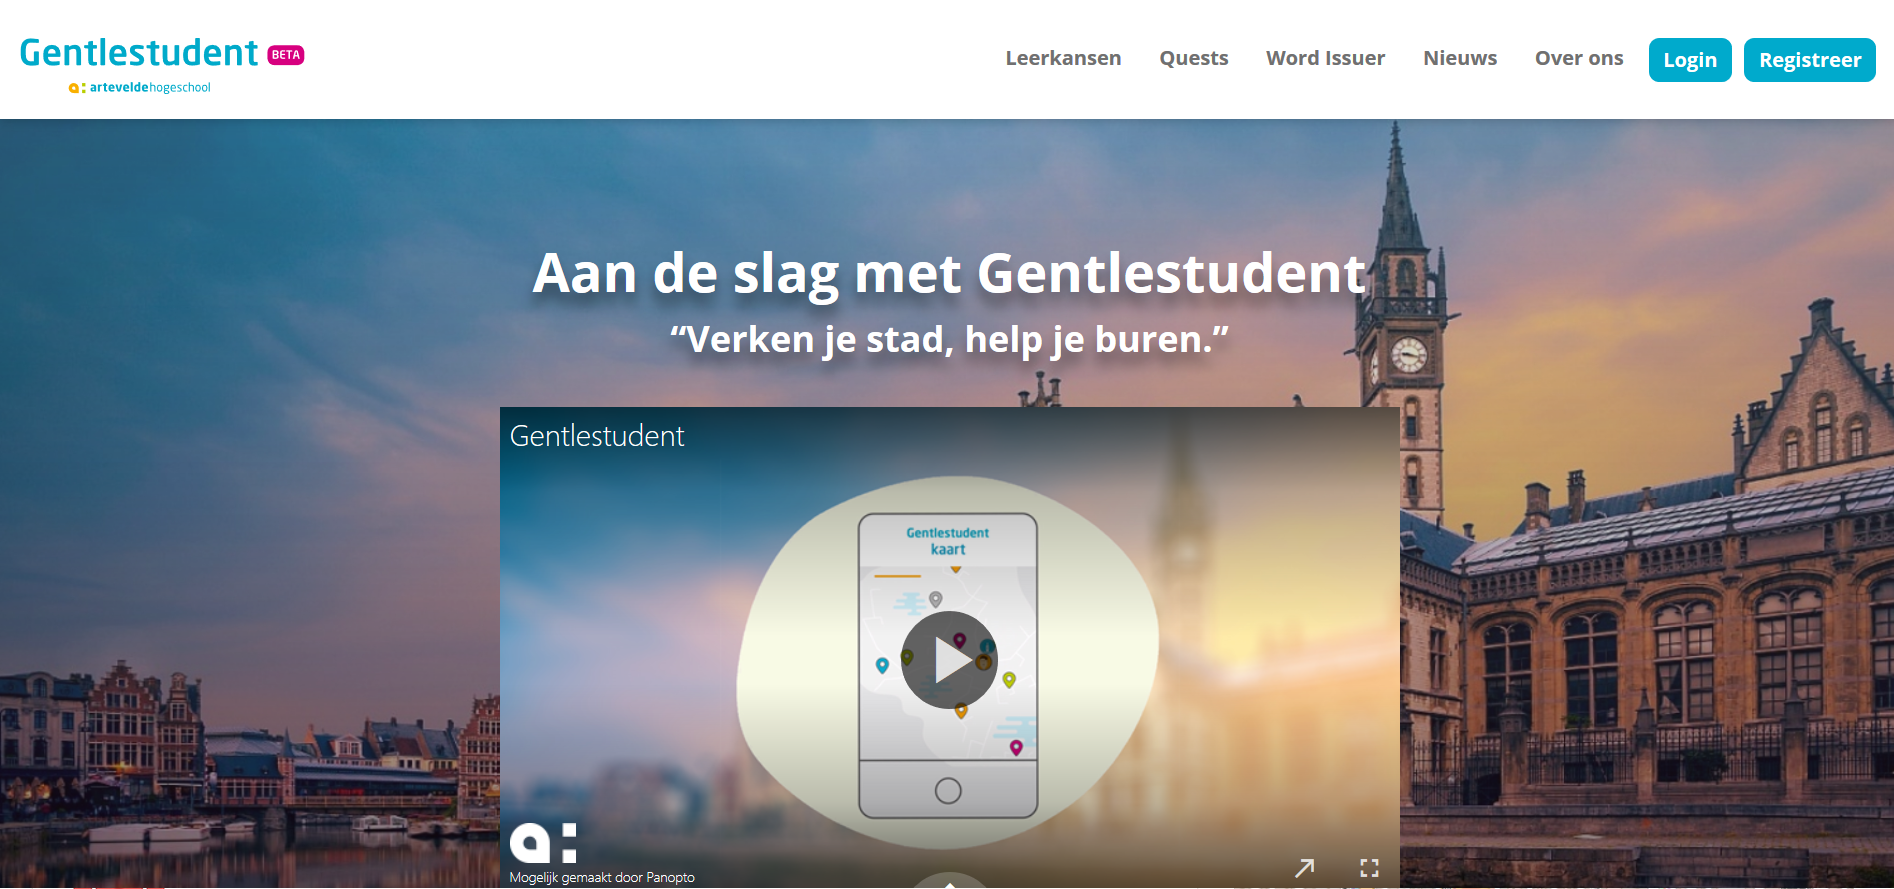 Gentlestudent BETA
a: arteveldehogeschool
Leerkansen Quests Word Issuer Nieuws Over ons Login Registreer
Aan de slag met Gentlestudent
“Verken je stad, help je buren.”
Gentlestudent
Gentlestudent
kaart
a:
Mogelijk gemaakt door Panopto